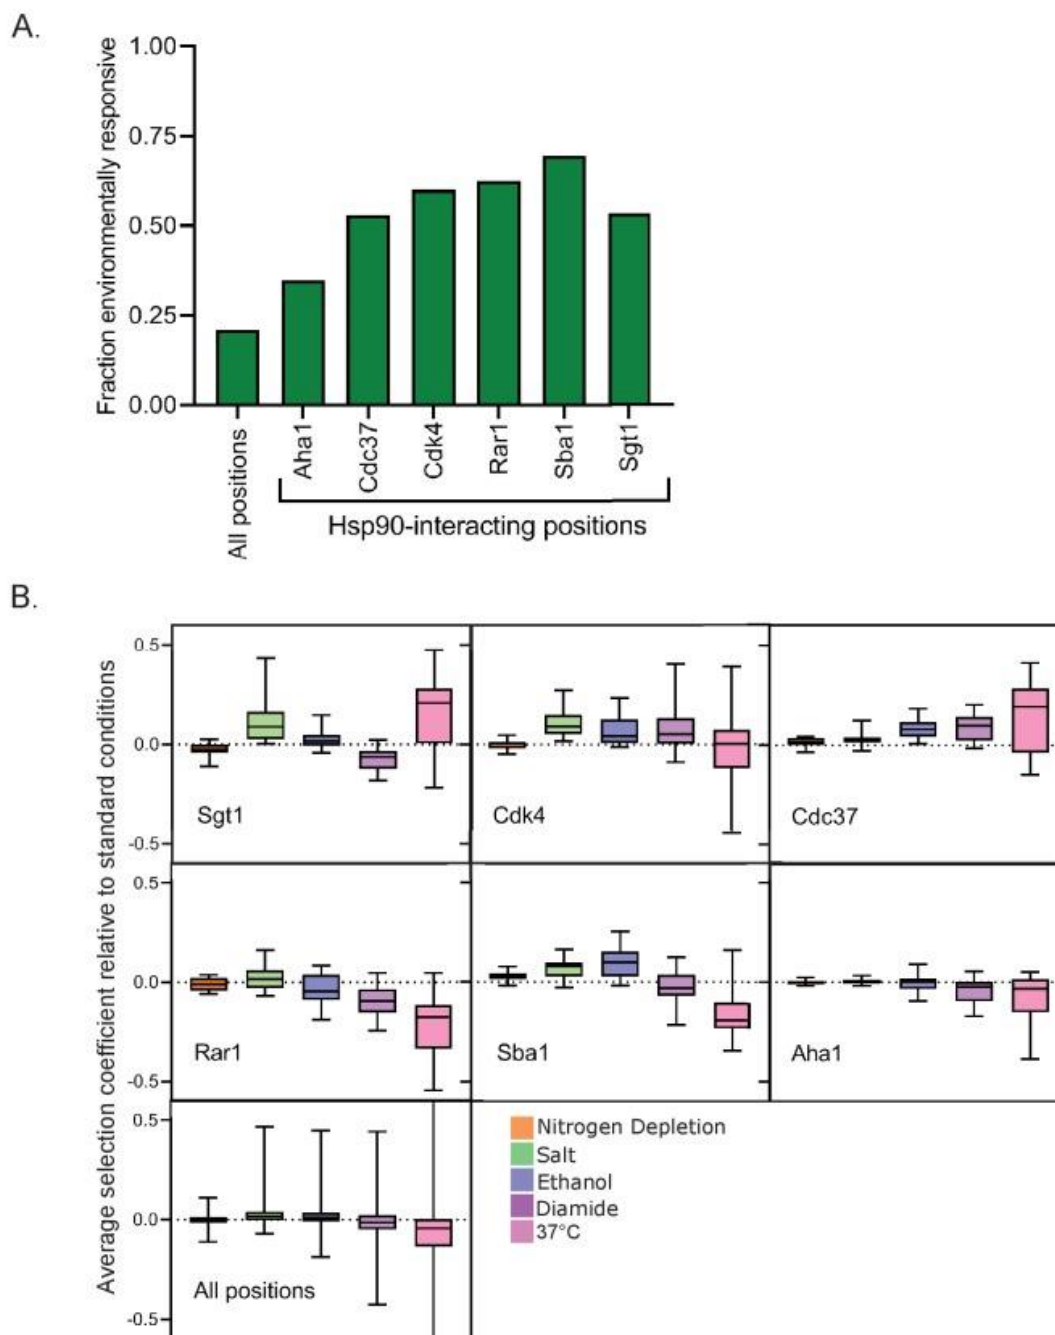 A.
Fraction environmentally responsive
1.00
0.75
0.50
0.25
0.00
All positions
Aha1
Cdc37
Cdk4
Rar1
Sba1
Sgt1
Hsp90-interacting positions
B.
Average selection coefficient relative to standard conditions
0.5
0.0
-0.5
Sgt1
Cdk4
Cdc37
0.5
0.0
-0.5
Rar1
Sba1
Aha1
0.5
0.0
-0.5
All positions
Nitrogen Depletion
Salt
Ethanol
Diamide
37°C